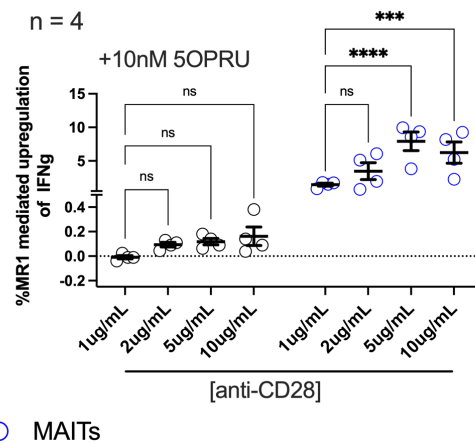 n = 4
+10nM 5OPRU
***
****
ns
ns
ns
ns
%MR1 mediated upregulation
of IFNg
15
10
5
0.4
0.2
0.0
-0.2
1ug/mL
2ug/mL
5ug/mL
10ug/mL
1ug/mL
2ug/mL
5ug/mL
10ug/mL
[anti-CD28]
MAITs